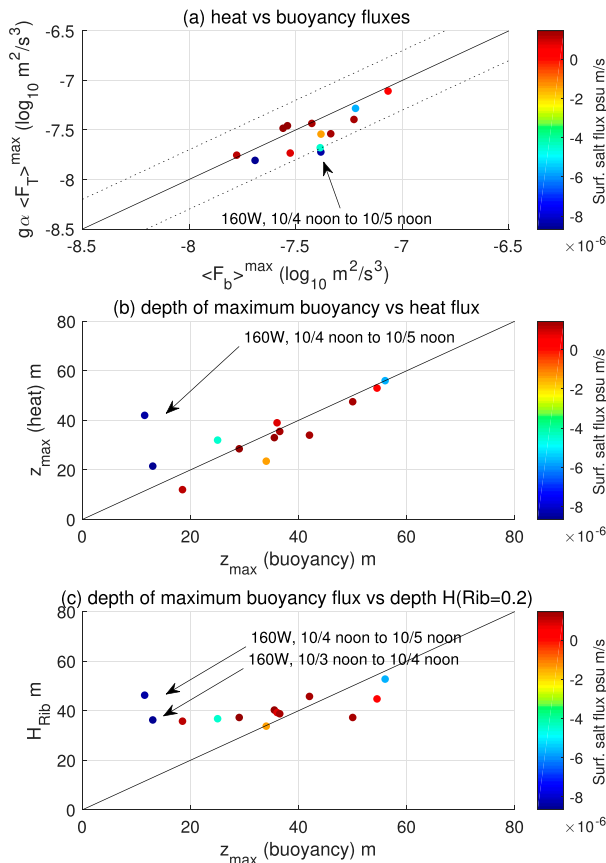 (a) heat vs buoyancy fluxes
gα <F_T>^max (log_10 m^2/s^3)
-6.5
-7
-7.5
-8
-8.5
160W, 10/4 noon to 10/5 noon
-8.5 -8 -7.5 -7 -6.5
<F_b>^max (log_10 m^2/s^3)
0
-2
-4
-6
-8
×10^-6
Surf. salt flux psu m/s
(b) depth of maximum buoyancy vs heat flux
z_max (heat) m
80
60
40
20
0
160W, 10/4 noon to 10/5 noon
0 20 40 60 80
z_max (buoyancy) m
0
-2
-4
-6
-8
×10^-6
Surf. salt flux psu m/s
(c) depth of maximum buoyancy flux vs depth H(Rib=0.2)
H_Rib m
80
60
40
20
0
160W, 10/4 noon to 10/5 noon
160W, 10/3 noon to 10/4 noon
0 20 40 60 80
z_max (buoyancy) m
0
-2
-4
-6
-8
×10^-6
Surf. salt flux psu m/s